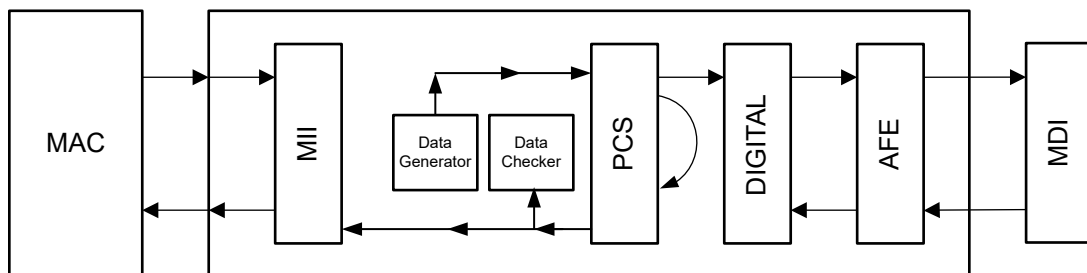 MAC
MII
Data
Generator
Data
Checker
PCS
DIGITAL
AFE
MDI